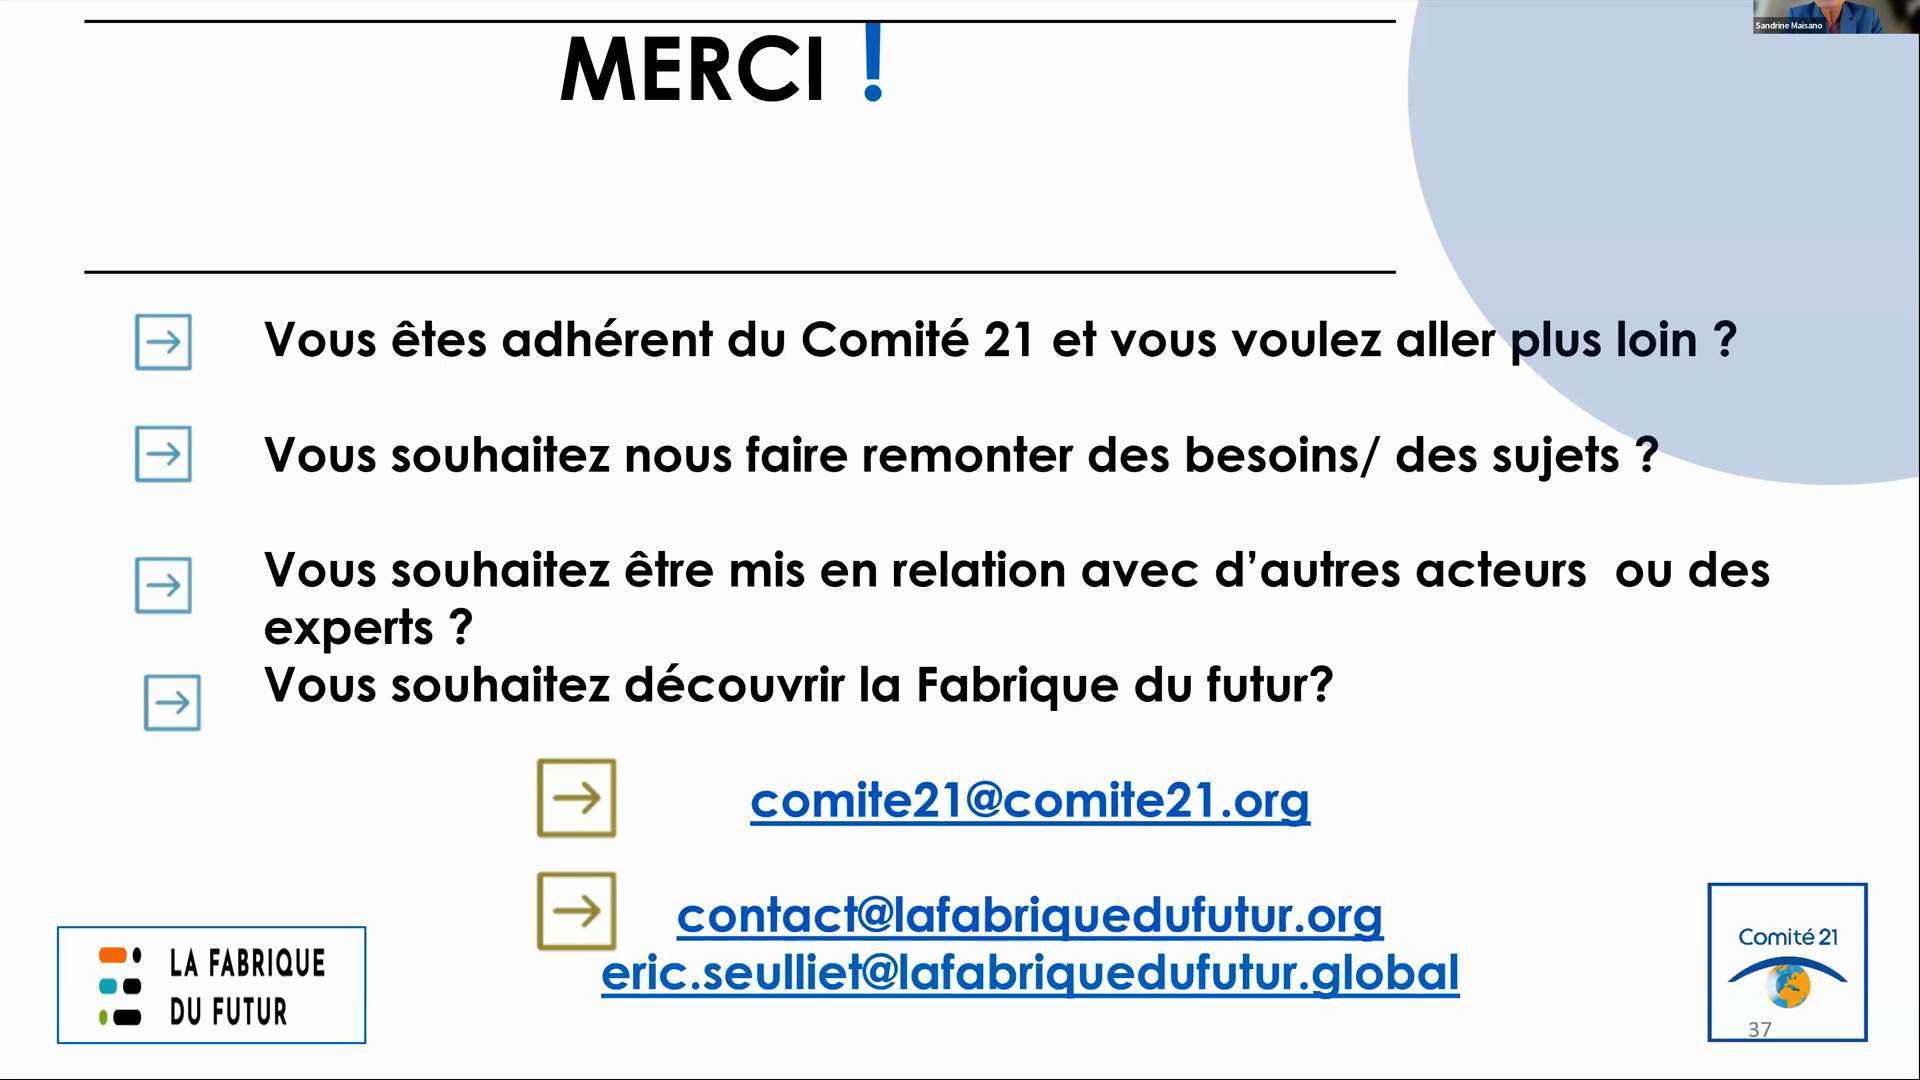 Sandrine Maisano
MERCI !
Vous êtes adhérent du Comité 21 et vous voulez aller plus loin ?
Vous souhaitez nous faire remonter des besoins/ des sujets ?
Vous souhaitez être mis en relation avec d’autres acteurs  ou des
experts ?
Vous souhaitez découvrir la Fabrique du futur?
comite21@comite21.org
contact@lafabriquedufutur.org
eric.seulliet@lafabriquedufutur.global
LA FABRIQUE
DU FUTUR
Comité 21
37